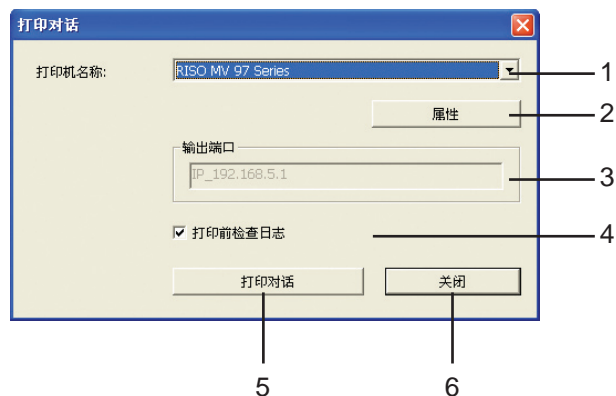 打印对话
打印机名称:
RISO MV 97 Series
1
属性
2
输出端口
IP_192.168.5.1
3
打印前检查日志
4
打印对话
关闭
5
6